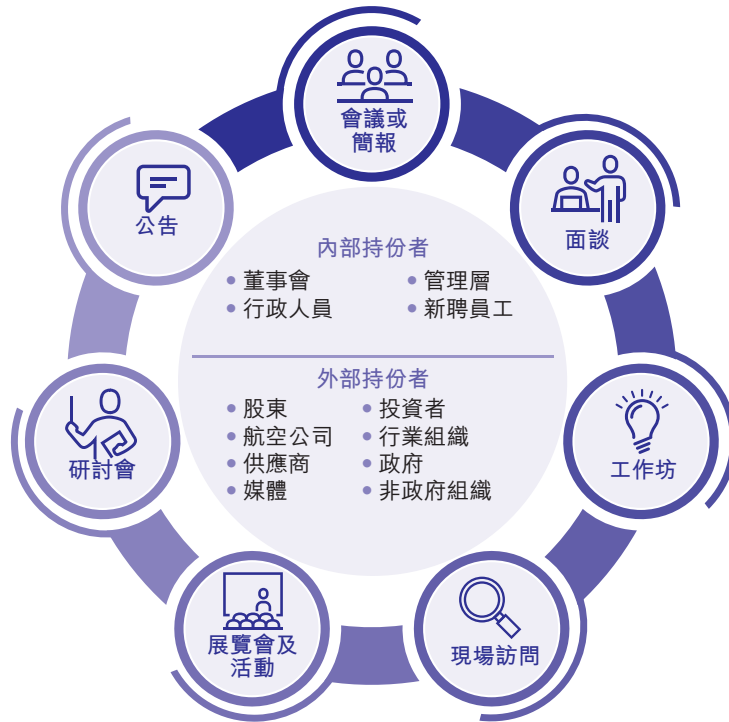 會議或
簡報
面談
工作坊
現場訪問
展覽會及
活動
研討會
公告
內部持份者
• 董事會
• 管理層
• 行政人員
• 新聘員工
外部持份者
• 股東
• 投資者
• 航空公司
• 行業組織
• 供應商
• 政府
• 媒體
• 非政府組織